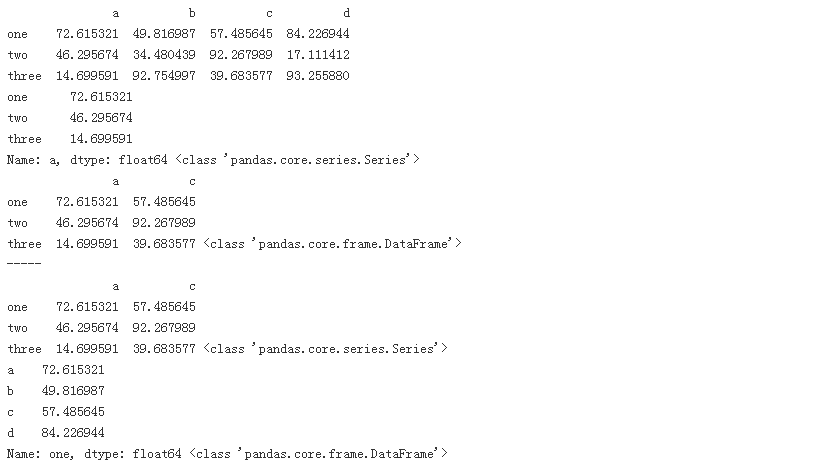 a          b          c          d
one    72.615321  49.816987  57.485645  84.226944
two    46.295674  34.480439  92.267989  17.111412
three  14.699591  92.754997  39.683577  93.255880
one      72.615321
two      46.295674
three    14.699591
Name: a, dtype: float64 <class 'pandas.core.series.Series'>
               a          c
one    72.615321  57.485645
two    46.295674  92.267989
three  14.699591  39.683577 <class 'pandas.core.frame.DataFrame'>
-----
               a          c
one    72.615321  57.485645
two    46.295674  92.267989
three  14.699591  39.683577 <class 'pandas.core.series.Series'>
a    72.615321
b    49.816987
c    57.485645
d    84.226944
Name: one, dtype: float64 <class 'pandas.core.frame.DataFrame'>